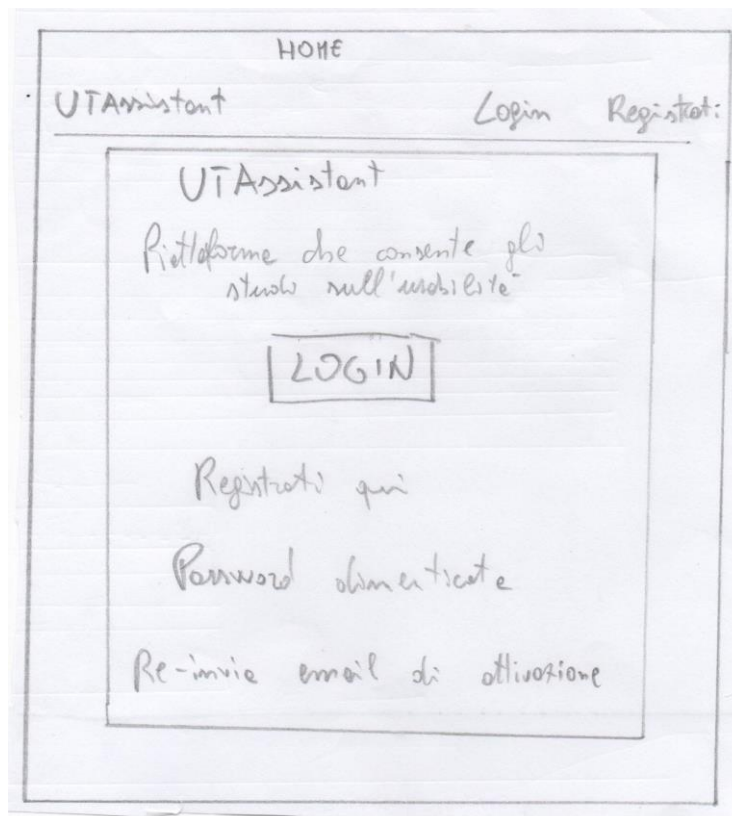 HOME
UTAssistant Login Registrati
UTAssistant
Piattaforma che consente gli
studi sull'usabilità
LOGIN
Registrati qui
Password dimenticata
Re-invia email di attivazione